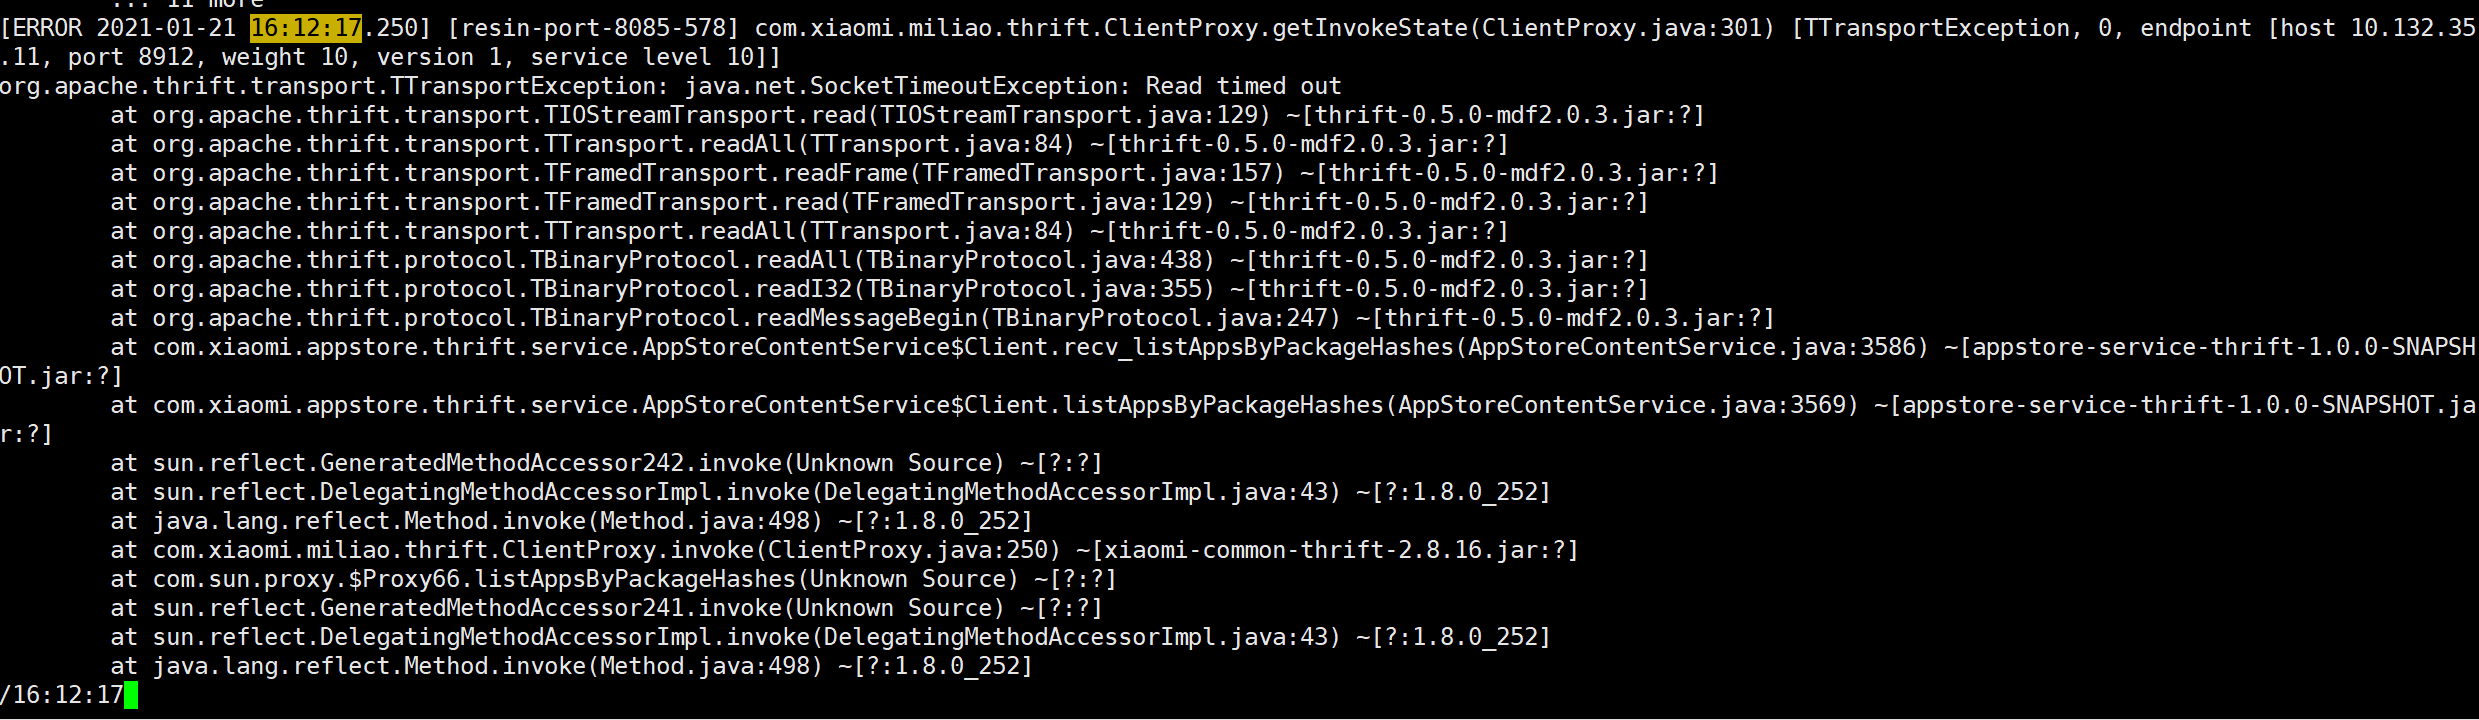 ... 11 more
[ERROR 2021-01-21 16:12:17.250] [resin-port-8085-578] com.xiaomi.miliao.thrift.ClientProxy.getInvokeState(ClientProxy.java:301) [TTransportException, 0, endpoint [host 10.132.35
.11, port 8912, weight 10, version 1, service level 10]]
org.apache.thrift.transport.TTransportException: java.net.SocketTimeoutException: Read timed out
at org.apache.thrift.transport.TIOStreamTransport.read(TIOStreamTransport.java:129) ~[thrift-0.5.0-mdf2.0.3.jar:?]
at org.apache.thrift.transport.TTransport.readAll(TTransport.java:84) ~[thrift-0.5.0-mdf2.0.3.jar:?]
at org.apache.thrift.transport.TFramedTransport.readFrame(TFramedTransport.java:157) ~[thrift-0.5.0-mdf2.0.3.jar:?]
at org.apache.thrift.transport.TFramedTransport.read(TFramedTransport.java:129) ~[thrift-0.5.0-mdf2.0.3.jar:?]
at org.apache.thrift.transport.TTransport.readAll(TTransport.java:84) ~[thrift-0.5.0-mdf2.0.3.jar:?]
at org.apache.thrift.protocol.TBinaryProtocol.readAll(TBinaryProtocol.java:438) ~[thrift-0.5.0-mdf2.0.3.jar:?]
at org.apache.thrift.protocol.TBinaryProtocol.readI32(TBinaryProtocol.java:355) ~[thrift-0.5.0-mdf2.0.3.jar:?]
at org.apache.thrift.protocol.TBinaryProtocol.readMessageBegin(TBinaryProtocol.java:247) ~[thrift-0.5.0-mdf2.0.3.jar:?]
at com.xiaomi.appstore.thrift.service.AppStoreContentService$Client.recv_listAppsByPackageHashes(AppStoreContentService.java:3586) ~[appstore-service-thrift-1.0.0-SNAPSH
OT.jar:?]
at com.xiaomi.appstore.thrift.service.AppStoreContentService$Client.listAppsByPackageHashes(AppStoreContentService.java:3569) ~[appstore-service-thrift-1.0.0-SNAPSHOT.ja
r:?]
at sun.reflect.GeneratedMethodAccessor242.invoke(Unknown Source) ~[?:?]
at sun.reflect.DelegatingMethodAccessorImpl.invoke(DelegatingMethodAccessorImpl.java:43) ~[?:1.8.0_252]
at java.lang.reflect.Method.invoke(Method.java:498) ~[?:1.8.0_252]
at com.xiaomi.miliao.thrift.ClientProxy.invoke(ClientProxy.java:250) ~[xiaomi-common-thrift-2.8.16.jar:?]
at com.sun.proxy.$Proxy66.listAppsByPackageHashes(Unknown Source) ~[?:?]
at sun.reflect.GeneratedMethodAccessor241.invoke(Unknown Source) ~[?:?]
at sun.reflect.DelegatingMethodAccessorImpl.invoke(DelegatingMethodAccessorImpl.java:43) ~[?:1.8.0_252]
at java.lang.reflect.Method.invoke(Method.java:498) ~[?:1.8.0_252]
/16:12:17